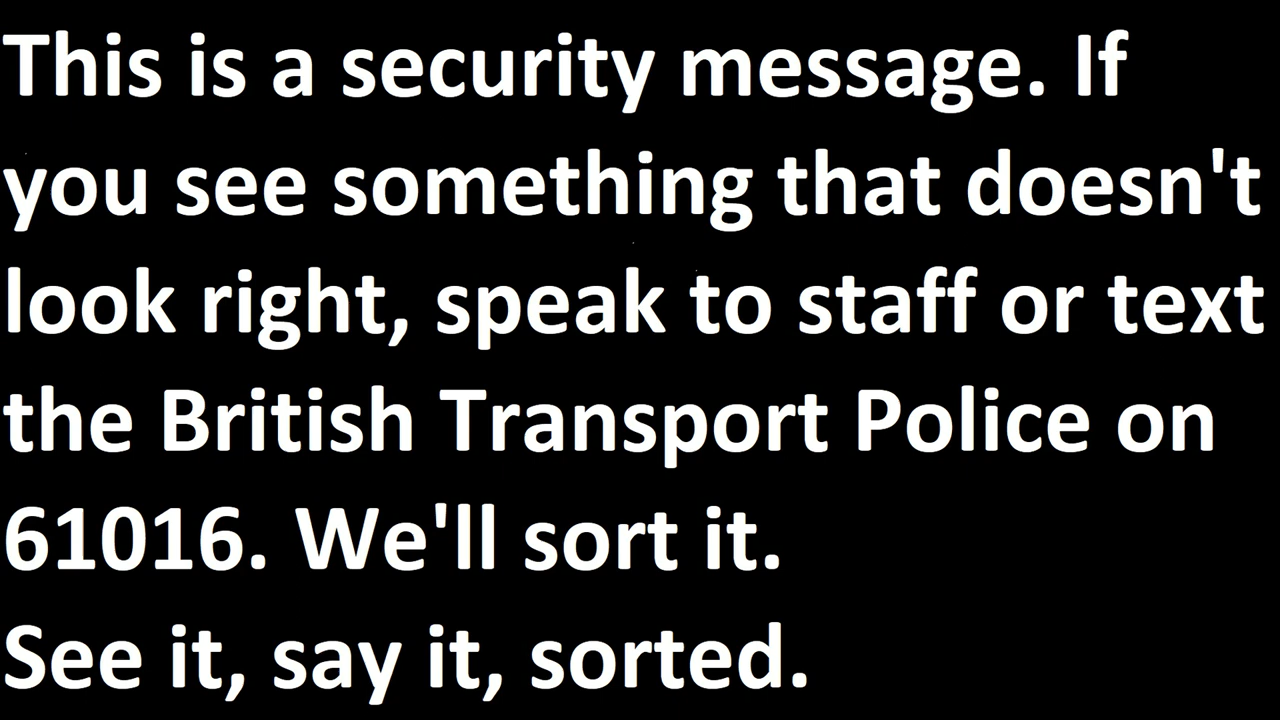 This is a security message. If
you see something that doesn't
look right, speak to staff or text
the British Transport Police on
61016. We'll sort it.
See it, say it, sorted.